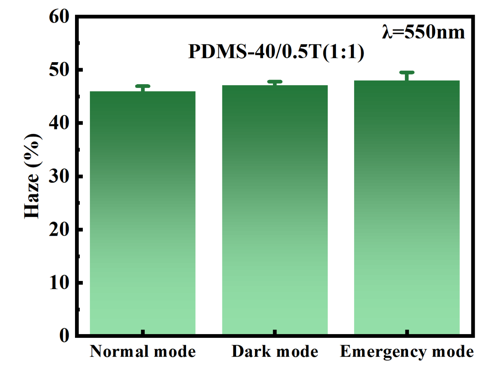 λ=550nm
PDMS-40/0.5T(1:1)
Haze (%)
60
50
40
30
20
10
0
Normal mode
Dark mode
Emergency mode